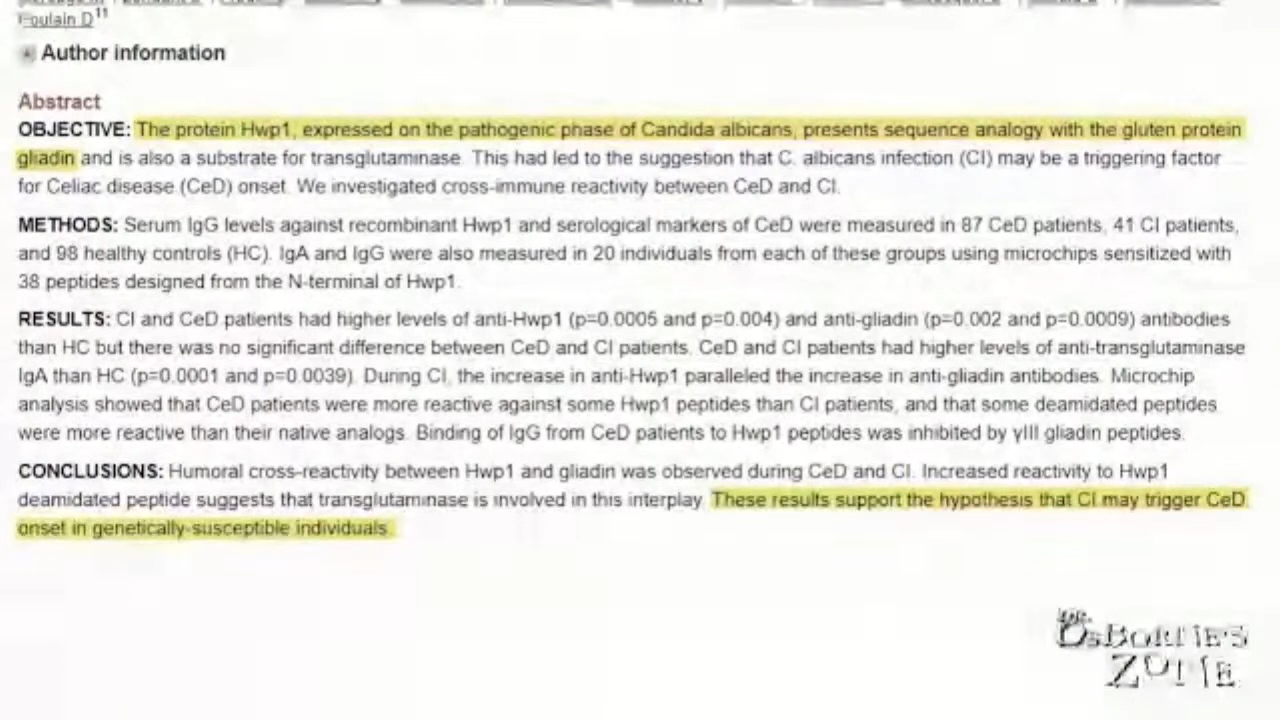 Poulain D11
Author information
Abstract
OBJECTIVE: The protein Hwp1, expressed on the pathogenic phase of Candida albicans, presents sequence analogy with the gluten protein
gliadin and is also a substrate for transglutaminase. This had led to the suggestion that C. albicans infection (CI) may be a triggering factor
for Celiac disease (CeD) onset. We investigated cross-immune reactivity between CeD and CI.
METHODS: Serum IgG levels against recombinant Hwp1 and serological markers of CeD were measured in 87 CeD patients, 41 CI patients,
and 98 healthy controls (HC). IgA and IgG were also measured in 20 individuals from each of these groups using microchips sensitized with
38 peptides designed from the N-terminal of Hwp1.
RESULTS: CI and CeD patients had higher levels of anti-Hwp1 (p=0.0005 and p=0.004) and anti-gliadin (p=0.002 and p=0.0009) antibodies
than HC but there was no significant difference between CeD and CI patients. CeD and CI patients had higher levels of anti-transglutaminase
IgA than HC (p=0.0001 and p=0.0039). During CI, the increase in anti-Hwp1 paralleled the increase in anti-gliadin antibodies. Microchip
analysis showed that CeD patients were more reactive against some Hwp1 peptides than CI patients, and that some deamidated peptides
were more reactive than their native analogs. Binding of IgG from CeD patients to Hwp1 peptides was inhibited by γIII gliadin peptides.
CONCLUSIONS: Humoral cross-reactivity between Hwp1 and gliadin was observed during CeD and CI. Increased reactivity to Hwp1
deamidated peptide suggests that transglutaminase is involved in this interplay. These results support the hypothesis that CI may trigger CeD
onset in genetically-susceptible individuals.
Dr.
Osborne's
Zone